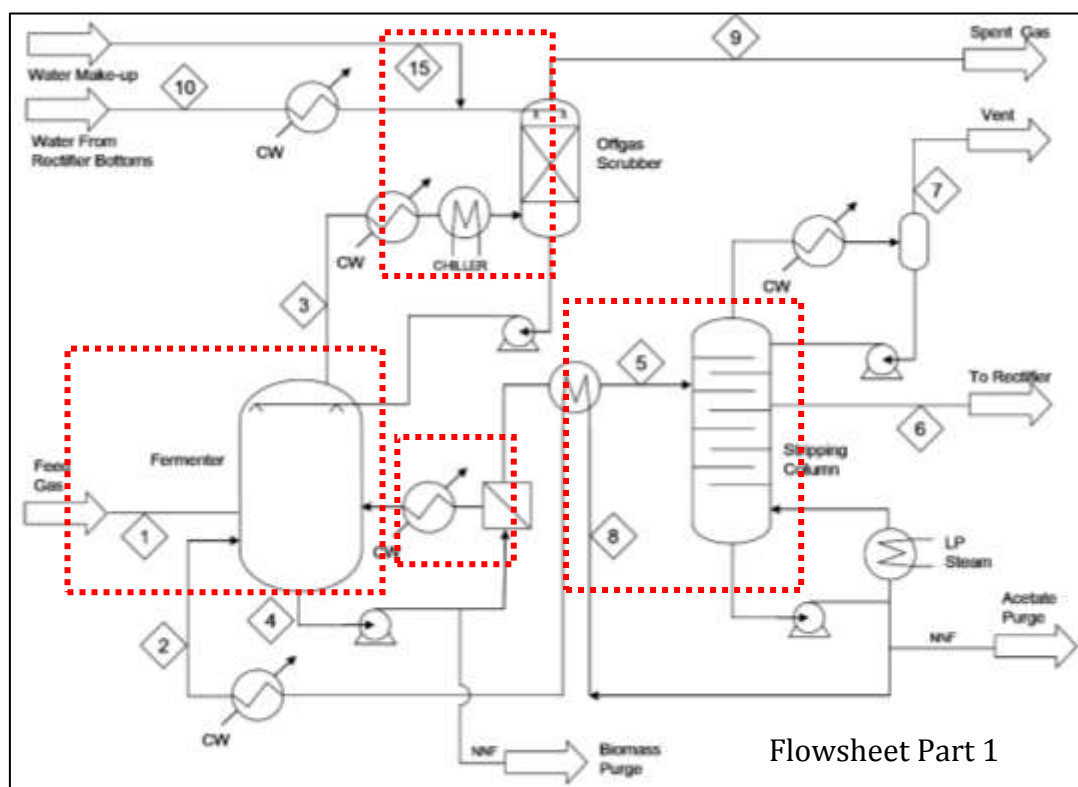 9
Spent Gas
15
Water Make-up
10
Vent
Water From
Rectifier Bottoms
CW
Offgas
Scrubber
7
CW
CHILLER
CW
3
5
To Rectifier
6
Fermenter
Stripping
Column
Feed
Gas
1
CW
8
LP
Steam
4
Acetate
Purge
2
NNF
CW
NNF
Biomass
Purge
Flowsheet Part 1